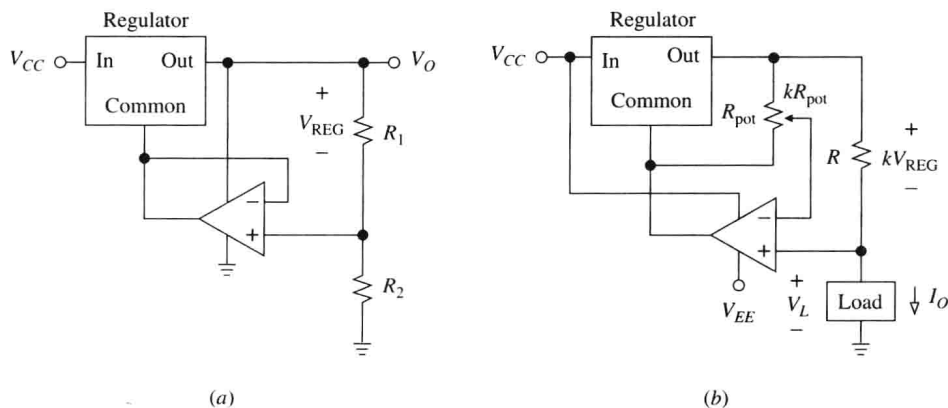 Regulator
V_CC
In
Out
Common
V_O
+
V_REG
−
R_1
−
+
R_2
(a)
Regulator
V_CC
In
Out
Common
R_pot
kR_pot
R
+
kV_REG
−
−
+
V_EE
+
V_L
−
Load
I_O
(b)